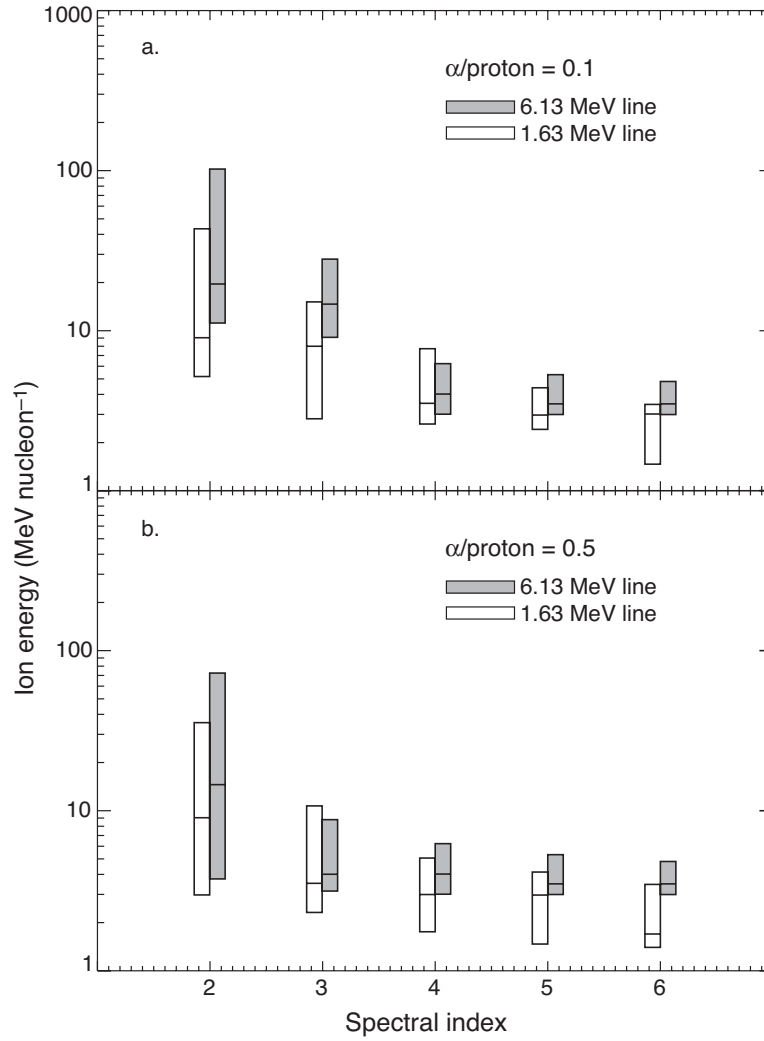 1000
a.
α/proton = 0.1
6.13 MeV line
1.63 MeV line
100
10
1
b.
α/proton = 0.5
6.13 MeV line
1.63 MeV line
100
10
1
2 3 4 5 6
Spectral index
Ion energy (MeV nucleon⁻¹)